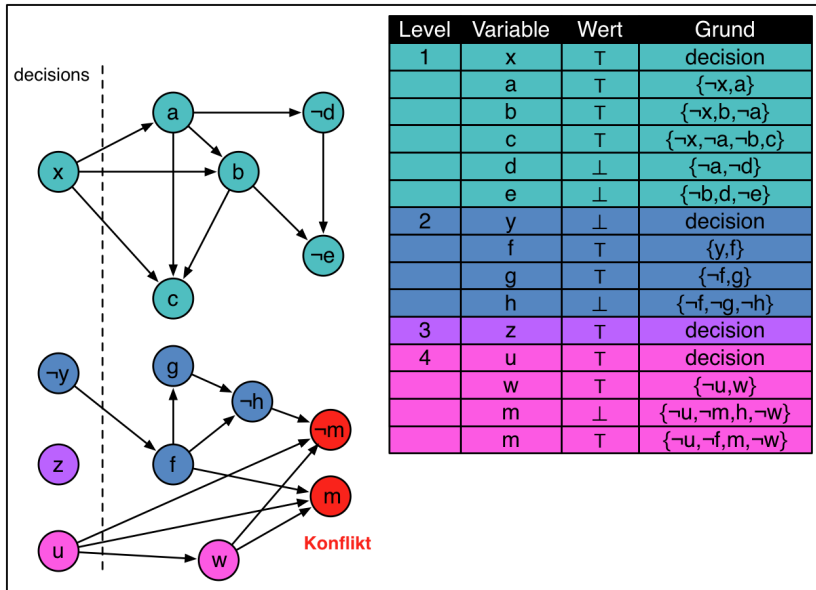 decisions
a
¬d
x
b
¬e
c
¬y
g
¬h
¬m
z
f
m
Konflikt
u
w
Level Variable Wert Grund
1 x ⊤ decision
a ⊤ {¬x,a}
b ⊤ {¬x,b,¬a}
c ⊤ {¬x,¬a,¬b,c}
d ⊥ {¬a,¬d}
e ⊥ {¬b,d,¬e}
2 y ⊥ decision
f ⊤ {y,f}
g ⊤ {¬f,g}
h ⊥ {¬f,¬g,¬h}
3 z ⊤ decision
4 u ⊤ decision
w ⊤ {¬u,w}
m ⊥ {¬u,¬m,h,¬w}
m ⊤ {¬u,¬f,m,¬w}